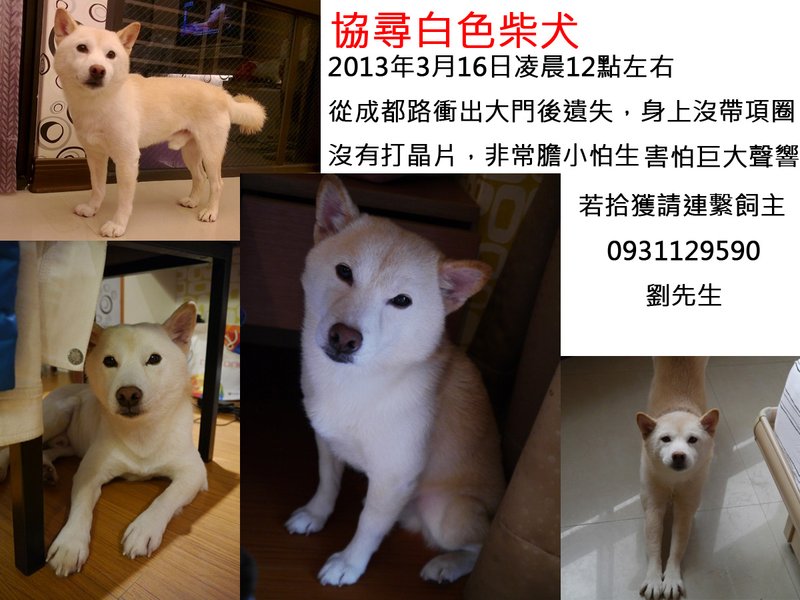 協尋白色柴犬
2013年3月16日凌晨12點左右
從成都路衝出大門後遺失，身上沒帶項圈
沒有打晶片，非常膽小怕生 害怕巨大聲響
若拾獲請連繫飼主
0931129590
劉先生